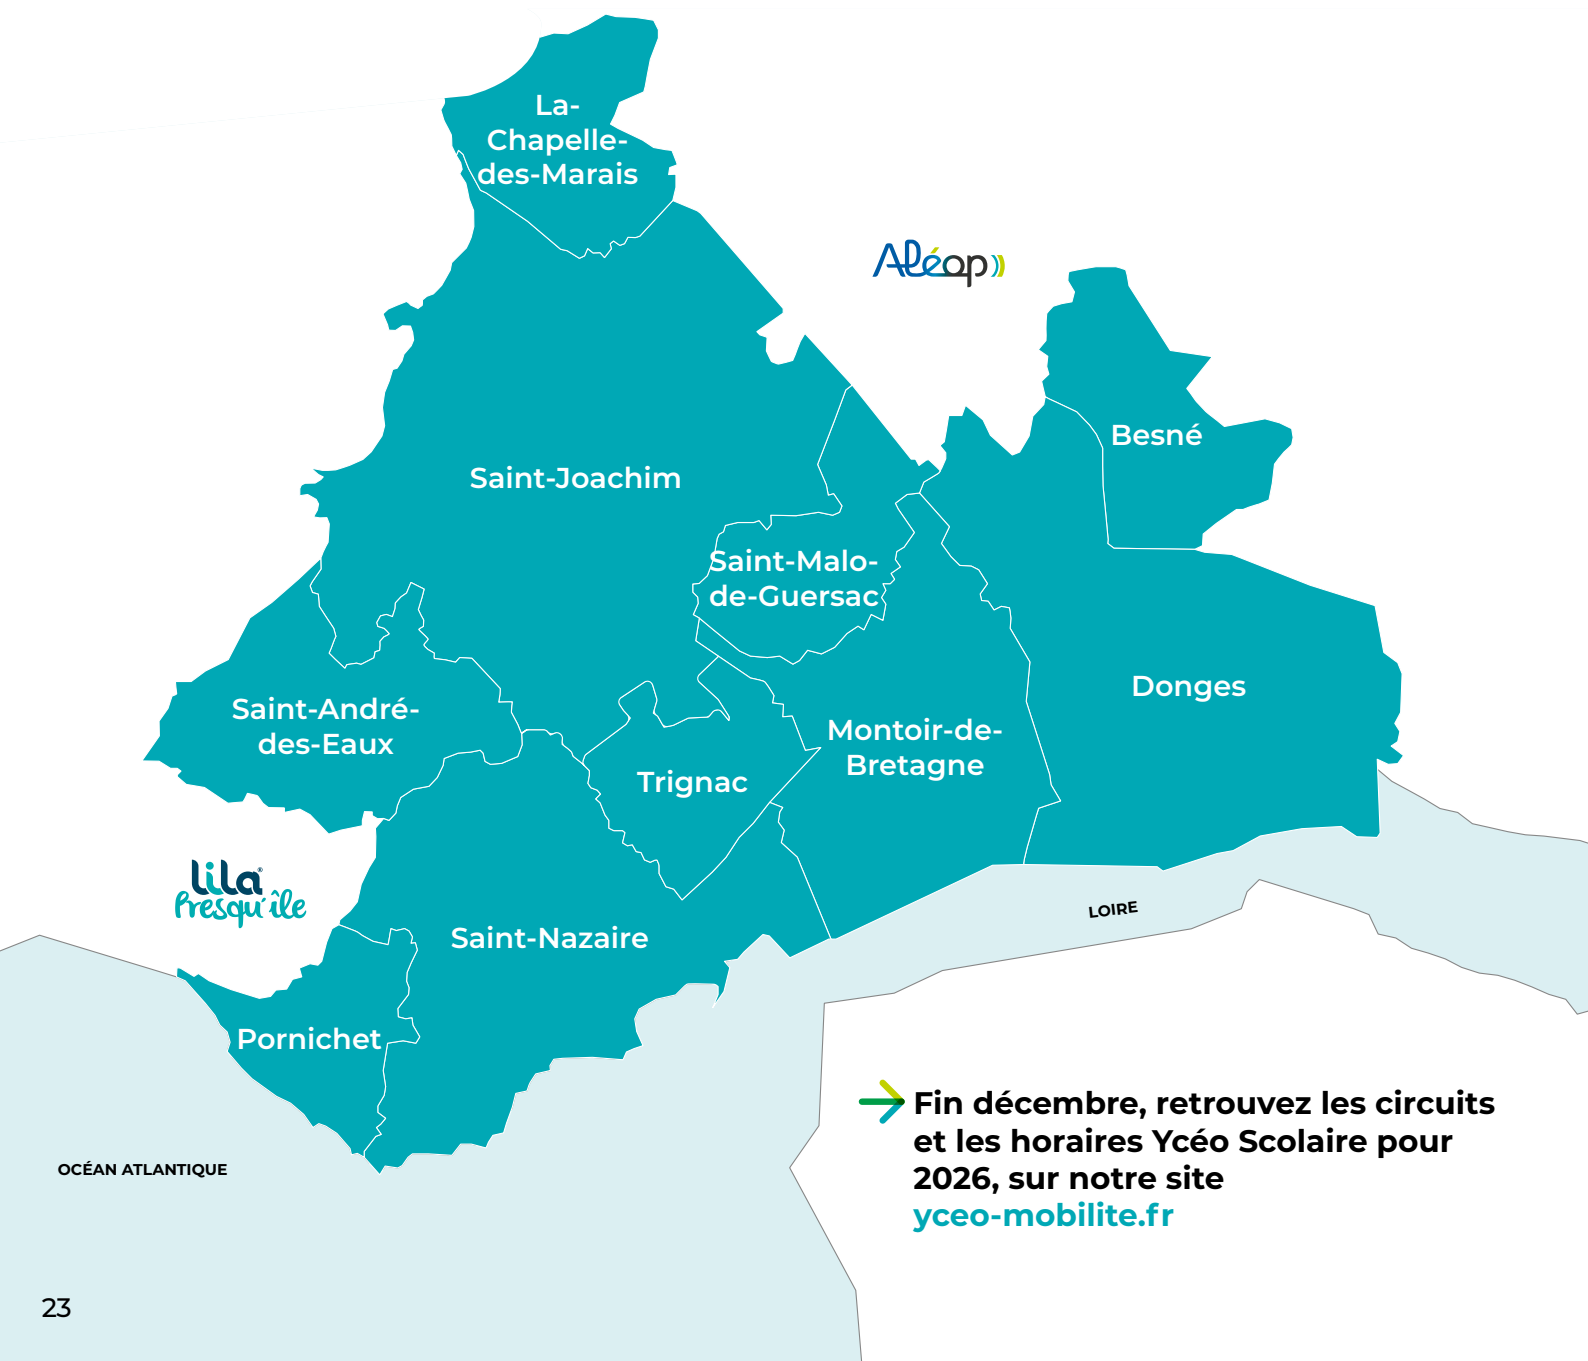 La-
Chapelle-
des-Marais
Aléop
Besné
Saint-Joachim
Saint-Malo-
de-Guersac
Donges
Saint-André-
des-Eaux
Montoir-de-
Bretagne
Trignac
Lila®
Presqu'île
LOIRE
Saint-Nazaire
Pornichet
Fin décembre, retrouvez les circuits
et les horaires Ycéo Scolaire pour
2026, sur notre site
yceo-mobilite.fr
OCÉAN ATLANTIQUE
23